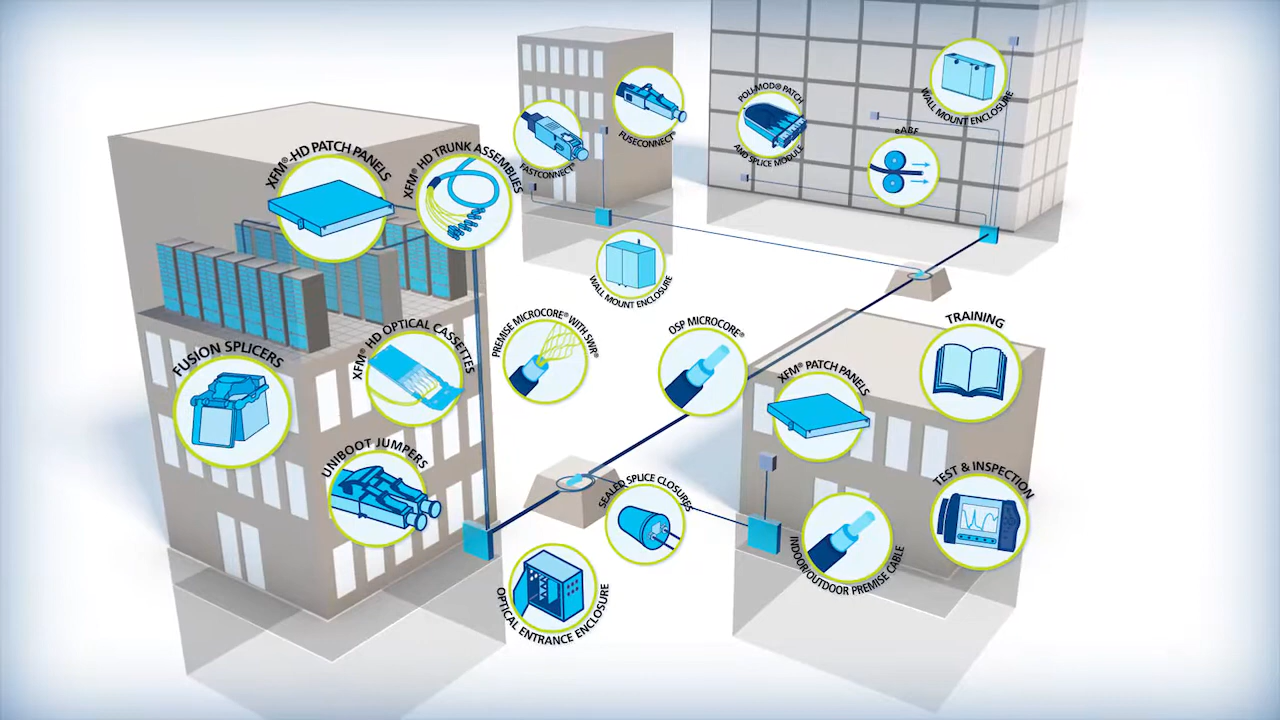 WALL MOUNT ENCLOSURE
POLI-MOD® PATCH
AND SPLICE MODULE
FUSECONNECT®
FASTCONNECT®
eABF
XFM®-HD PATCH PANELS
XFM® HD TRUNK ASSEMBLIES
WALL MOUNT ENCLOSURE
PREMISE MICROCORE® WITH SWR®
OSP MICROCORE®
TRAINING
FUSION SPLICERS
XFM® HD OPTICAL CASSETTES
XFM® PATCH PANELS
UNIBOOT JUMPERS
SEALED SPLICE CLOSURES
TEST & INSPECTION
OPTICAL ENTRANCE ENCLOSURE
INDOOR/OUTDOOR PREMISE CABLE